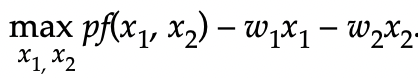 max pf(x₁, x₂) – w₁x₁ – w₂x₂.
x₁, x₂